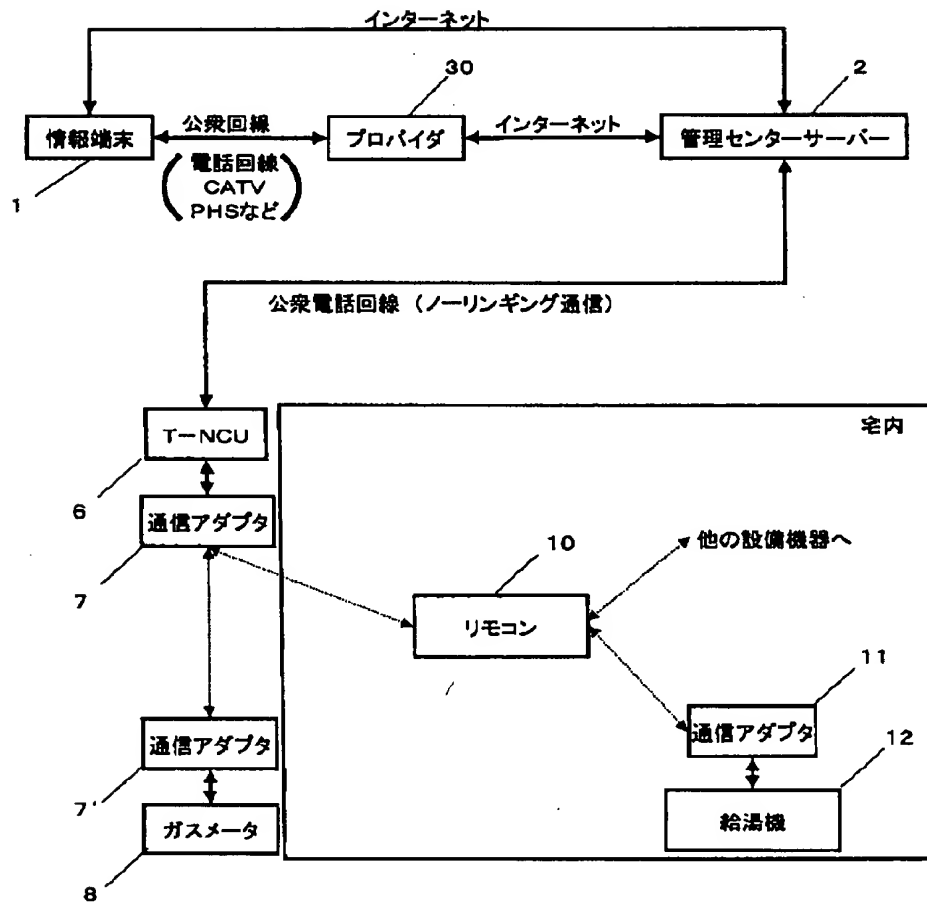 インターネット
30
2
情報端末
公衆回線
プロバイダ
インターネット
管理センターサーバー
1
電話回線
CATV
PHSなど
公衆電話回線（ノーリンギング通信）
T－NCU
宅内
6
通信アダプタ
7
10
他の設備機器へ
リモコン
11
通信アダプタ
12
給湯機
通信アダプタ
7'
ガスメータ
8